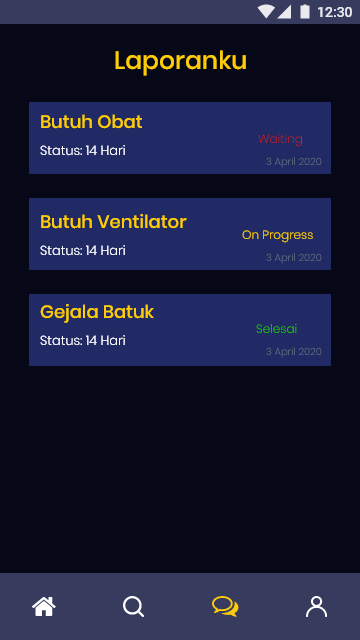 12:30
Laporanku
Butuh Obat
Waiting
Status: 14 Hari
3 April 2020
Butuh Ventilator
On Progress
Status: 14 Hari
3 April 2020
Gejala Batuk
Selesai
Status: 14 Hari
3 April 2020